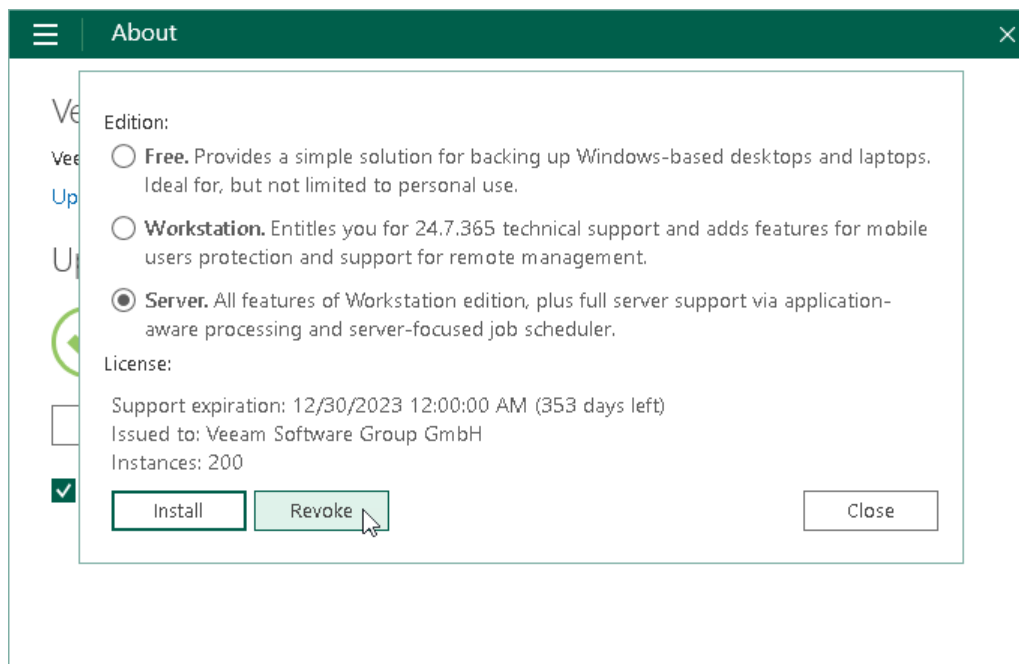 About
Ve
Edition:
Free. Provides a simple solution for backing up Windows-based desktops and laptops.
Vee
Ideal for, but not limited to personal use.
Up
Workstation. Entitles you for 24.7.365 technical support and adds features for mobile
users protection and support for remote management.
Up
Server. All features of Workstation edition, plus full server support via application-
aware processing and server-focused job scheduler.
License:
Support expiration: 12/30/2023 12:00:00 AM (353 days left)
Issued to: Veeam Software Group GmbH
Instances: 200
Install Revoke Close